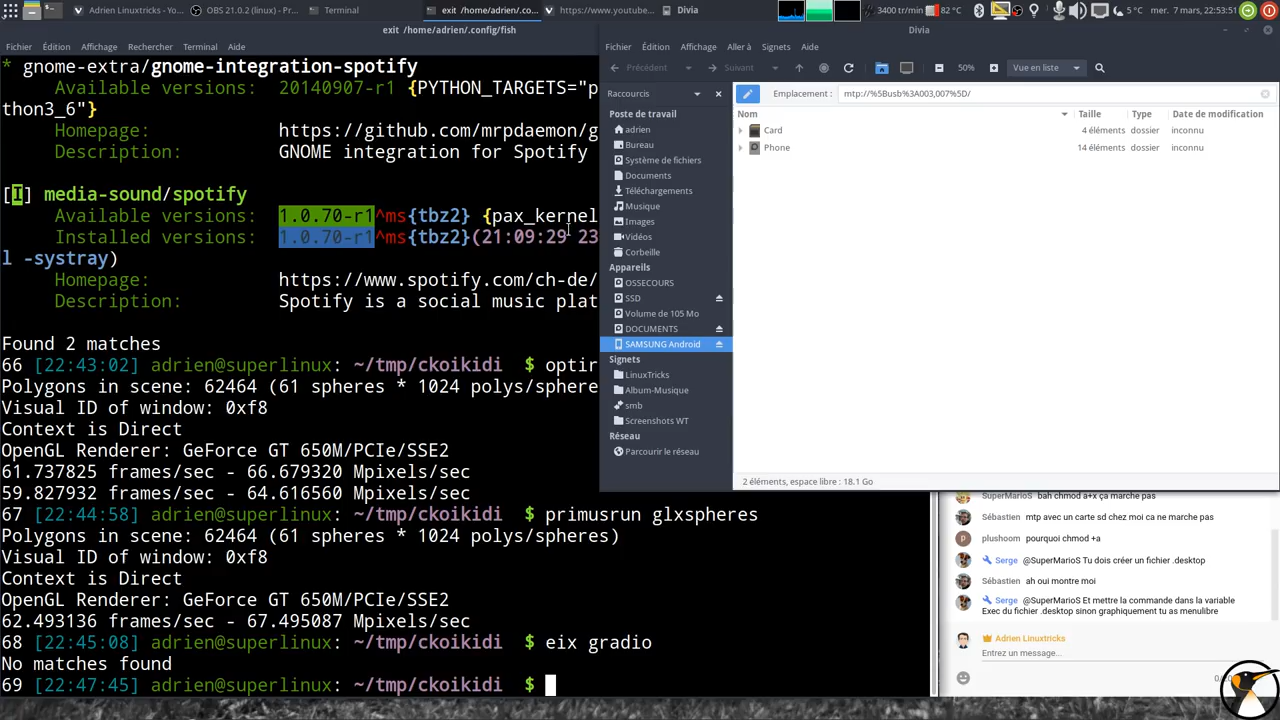 Adrien Linuxtricks - Yo...
OBS 21.0.2 (linux) - Pr...
Terminal
exit /home/adrien/.co...
https://www.youtube...
Divia
3400 tr/min
82 °C
5 °C
mer. 7 mars, 22:53:51
exit /home/adrien/.config/fish
Fichier Édition Affichage Rechercher Terminal Aide
* gnome-extra/gnome-integration-spotify
Available versions: 20140907-r1 {PYTHON_TARGETS="p
thon3_6"}
Homepage: https://github.com/mrpdaemon/g
Description: GNOME integration for Spotify
[I] media-sound/spotify
Available versions: 1.0.70-r1^ms{tbz2} {pax_kernel
Installed versions: 1.0.70-r1^ms{tbz2}(21:09:29 23
l -systray)
Homepage: https://www.spotify.com/ch-de/
Description: Spotify is a social music plat
Found 2 matches
66 [22:43:02] adrien@superlinux: ~/tmp/ckoikidi $ optir
Polygons in scene: 62464 (61 spheres * 1024 polys/sphere
Visual ID of window: 0xf8
Context is Direct
OpenGL Renderer: GeForce GT 650M/PCIe/SSE2
61.737825 frames/sec - 66.679320 Mpixels/sec
59.827932 frames/sec - 64.616560 Mpixels/sec
67 [22:44:58] adrien@superlinux: ~/tmp/ckoikidi $ primusrun glxspheres
Polygons in scene: 62464 (61 spheres * 1024 polys/spheres)
Visual ID of window: 0xf8
Context is Direct
OpenGL Renderer: GeForce GT 650M/PCIe/SSE2
62.493136 frames/sec - 67.495087 Mpixels/sec
68 [22:45:08] adrien@superlinux: ~/tmp/ckoikidi $ eix gradio
No matches found
69 [22:47:45] adrien@superlinux: ~/tmp/ckoikidi $
Divia
Fichier Édition Affichage Aller à Signets Aide
Précédent Suivant 50% Vue en liste
Raccourcis
Emplacement : mtp://%5Busb%3A003,007%5D/
Poste de travail
adrien
Bureau
Système de fichiers
Documents
Téléchargements
Musique
Images
Vidéos
Corbeille
Appareils
OSSECOURS
SSD
Volume de 105 Mo
DOCUMENTS
SAMSUNG Android
Signets
LinuxTricks
Album-Musique
smb
Screenshots WT
Réseau
Parcourir le réseau
Nom Taille Type Date de modification
Card 4 éléments dossier inconnu
Phone 14 éléments dossier inconnu
2 éléments, espace libre : 18.1 Go
SuperMarioS bah chmod a+x ça marche pas
Sébastien mtp avec un carte sd chez moi ca ne marche pas
plushoom pourquoi chmod +a
Serge @SuperMarioS Tu dois créer un fichier .desktop
Sébastien ah oui montre moi
Serge @SuperMarioS Et mettre la commande dans la variable
Exec du fichier .desktop sinon graphiquement tu as menulibre
Adrien Linuxtricks
Entrez un message...